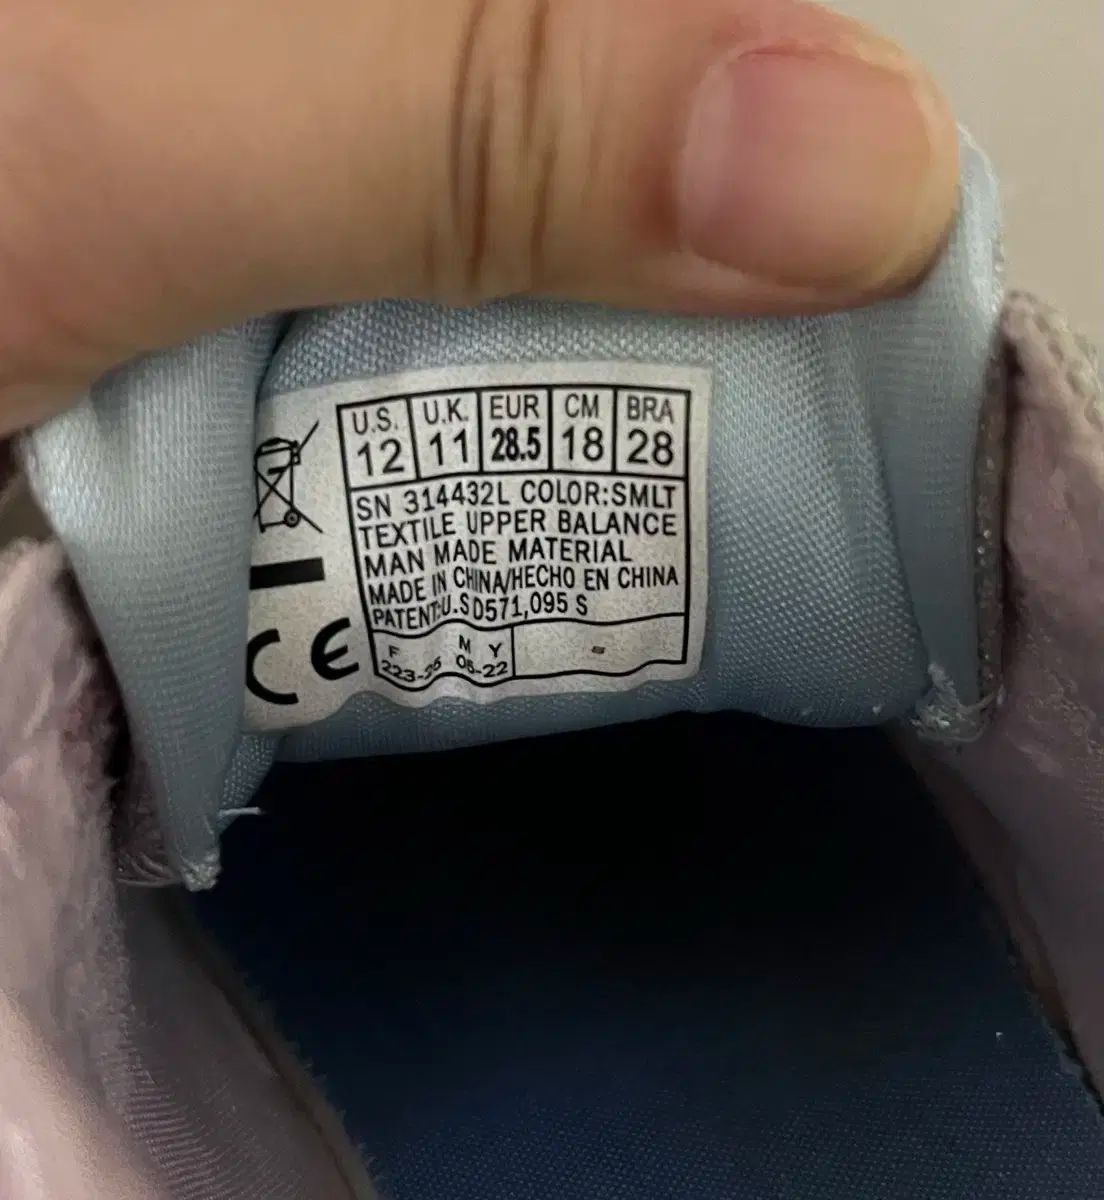 U.S. U.K. EUR CM BRA
12 11 28.5 18 28
SN 314432L COLOR:SMLT
TEXTILE UPPER BALANCE
MAN MADE MATERIAL
MADE IN CHINA/HECHO EN CHINA
PATENT:U.S D571,095 S
F M Y
05-22
CE